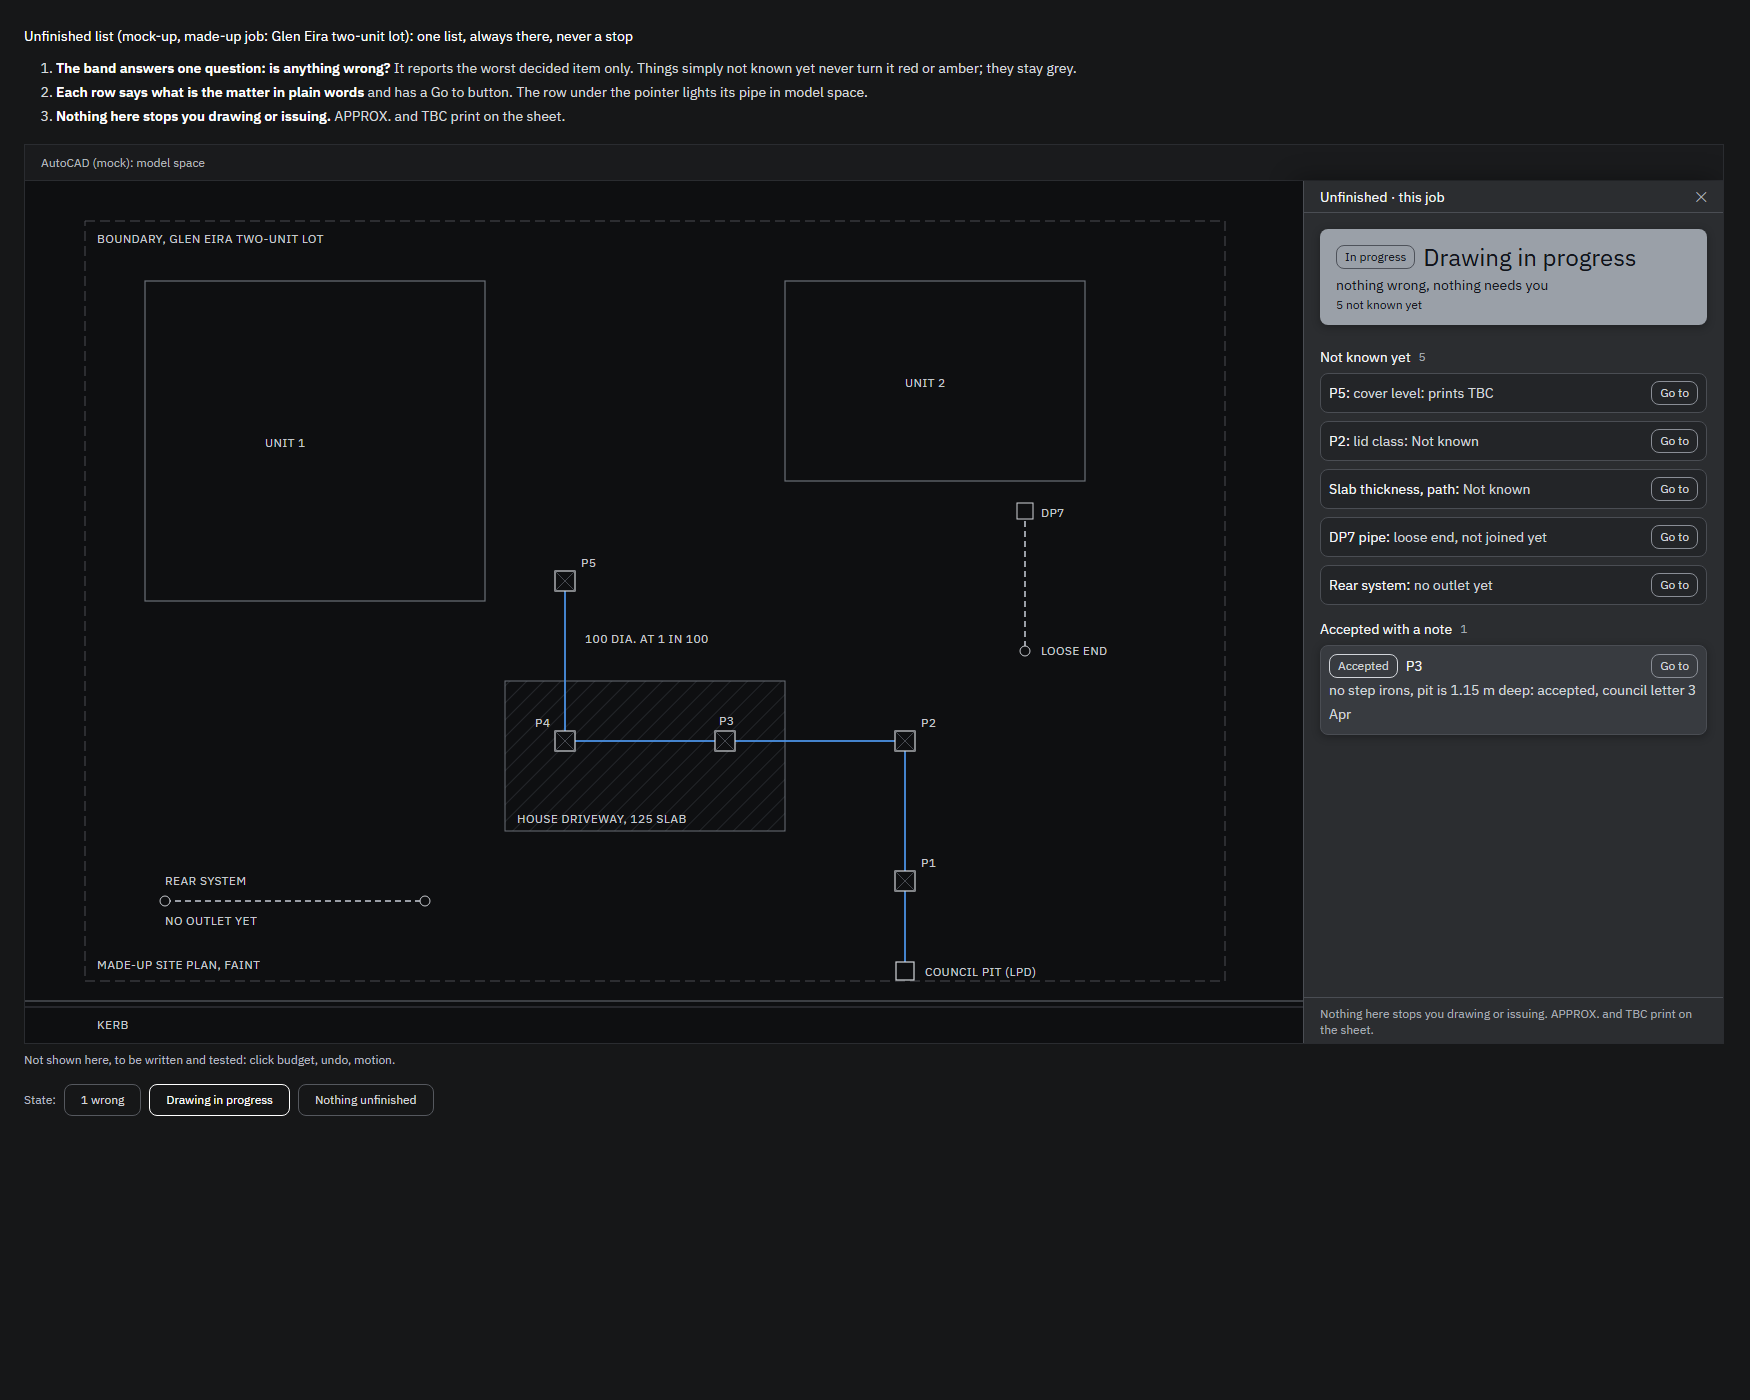 Unfinished list (mock-up, made-up job: Glen Eira two-unit lot): one list, always there, never a stop
1. The band answers one question: is anything wrong? It reports the worst decided item only. Things simply not known yet never turn it red or amber; they stay grey.
2. Each row says what is the matter in plain words and has a Go to button. The row under the pointer lights its pipe in model space.
3. Nothing here stops you drawing or issuing. APPROX. and TBC print on the sheet.
AutoCAD (mock): model space
BOUNDARY, GLEN EIRA TWO-UNIT LOT
UNIT 1
UNIT 2
DP7
P5
100 DIA. AT 1 IN 100
LOOSE END
P4
P3
P2
HOUSE DRIVEWAY, 125 SLAB
P1
REAR SYSTEM
NO OUTLET YET
MADE-UP SITE PLAN, FAINT
COUNCIL PIT (LPD)
KERB
Unfinished · this job
In progress Drawing in progress
nothing wrong, nothing needs you
5 not known yet
Not known yet 5
P5: cover level: prints TBC Go to
P2: lid class: Not known Go to
Slab thickness, path: Not known Go to
DP7 pipe: loose end, not joined yet Go to
Rear system: no outlet yet Go to
Accepted with a note 1
Accepted P3 Go to
no step irons, pit is 1.15 m deep: accepted, council letter 3
Apr
Nothing here stops you drawing or issuing. APPROX. and TBC print on
the sheet.
Not shown here, to be written and tested: click budget, undo, motion.
State: 1 wrong Drawing in progress Nothing unfinished